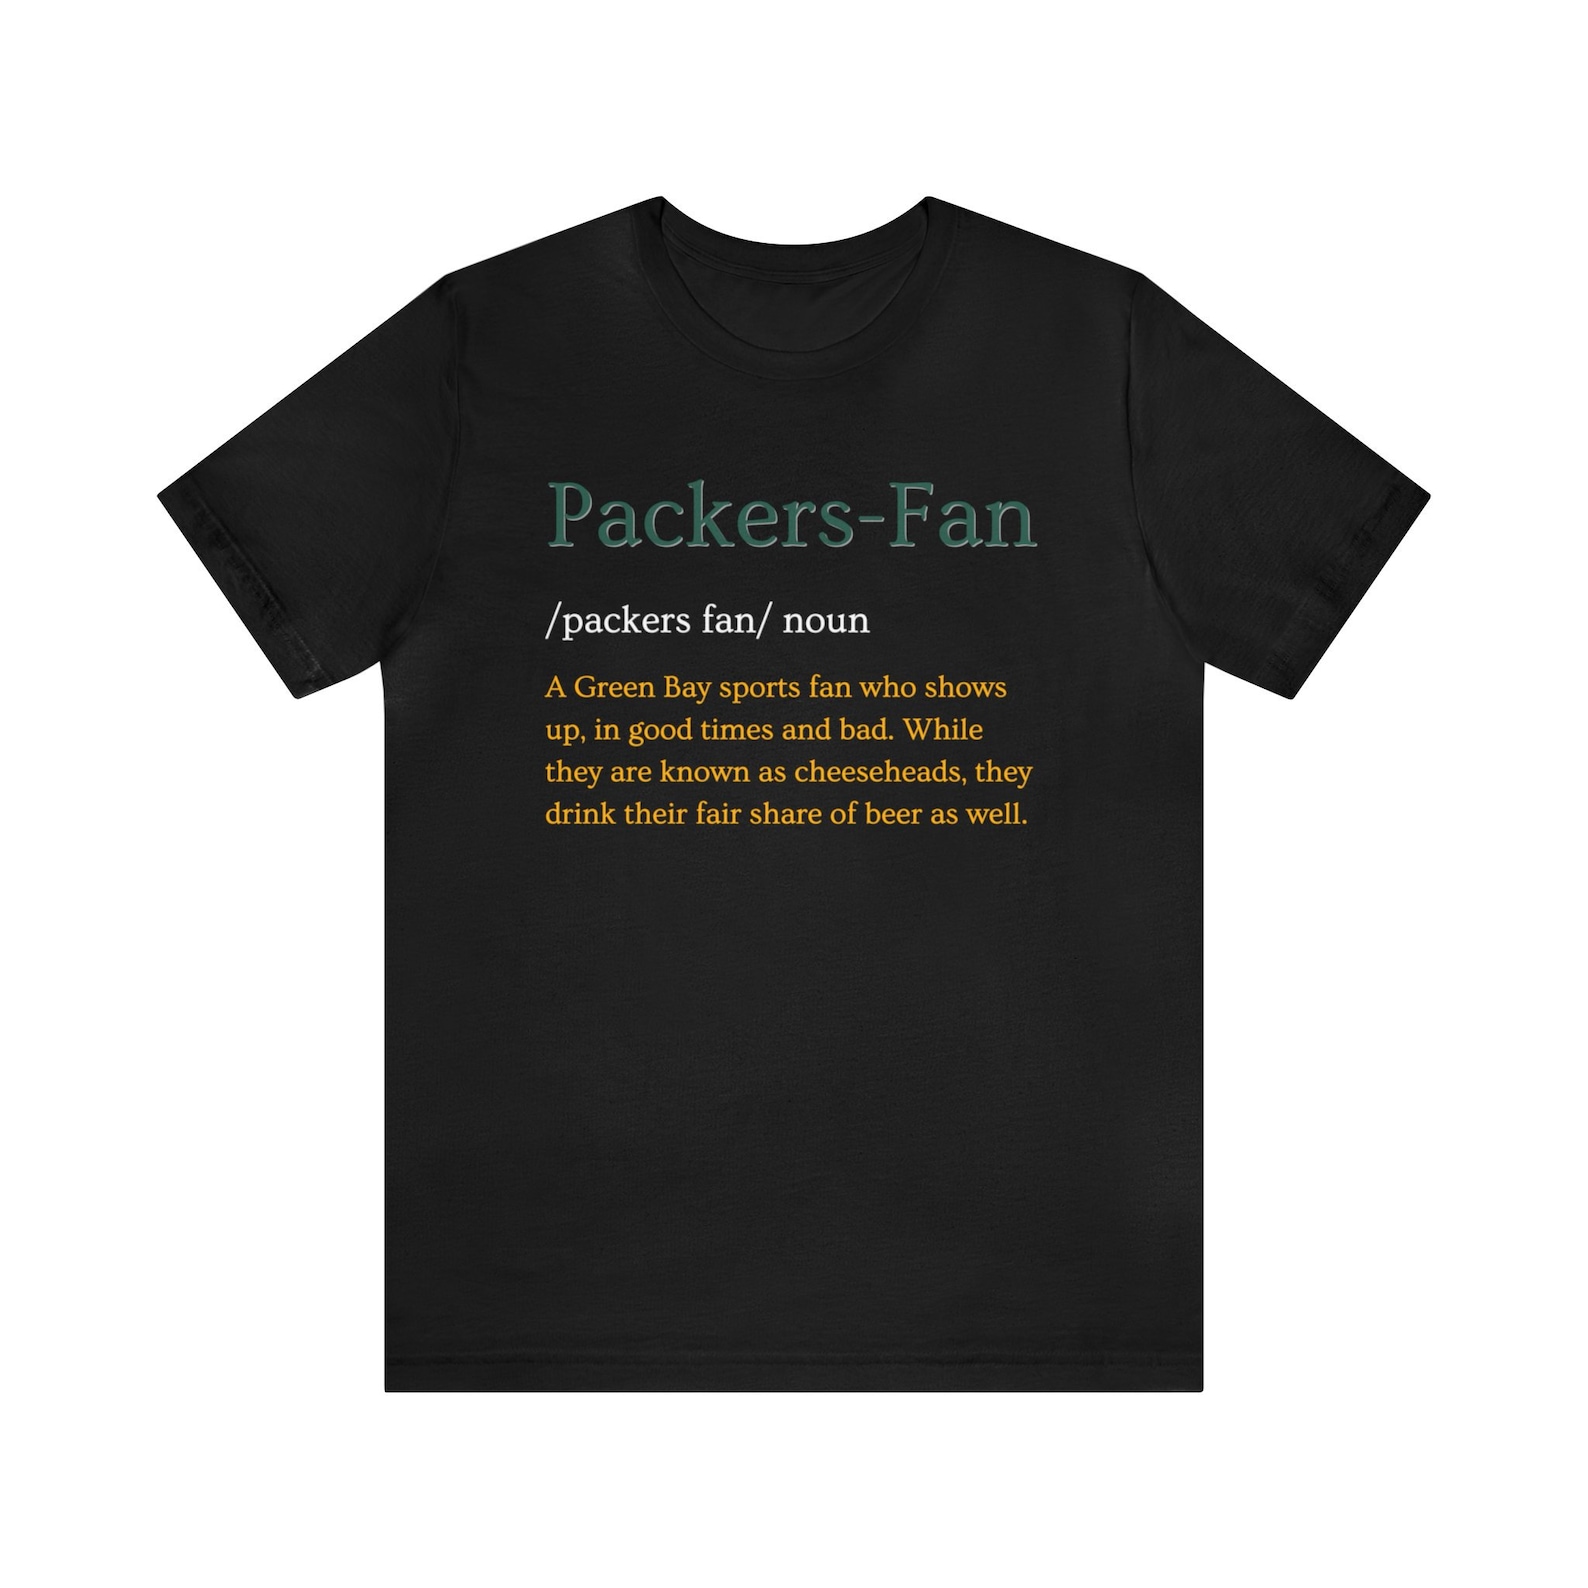 Packers-Fan
/packers fan/ noun
A Green Bay sports fan who shows
up, in good times and bad. While
they are known as cheeseheads, they
drink their fair share of beer as well.